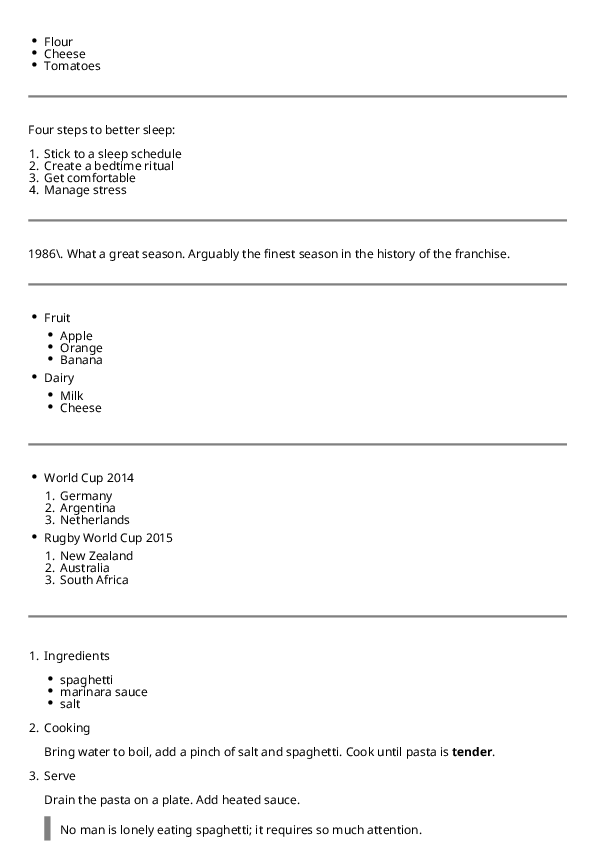 • Flour
• Cheese
• Tomatoes
Four steps to better sleep:
1. Stick to a sleep schedule
2. Create a bedtime ritual
3. Get comfortable
4. Manage stress
1986\. What a great season. Arguably the finest season in the history of the franchise.
• Fruit
• Apple
• Orange
• Banana
• Dairy
• Milk
• Cheese
• World Cup 2014
1. Germany
2. Argentina
3. Netherlands
• Rugby World Cup 2015
1. New Zealand
2. Australia
3. South Africa
1. Ingredients
• spaghetti
• marinara sauce
• salt
2. Cooking
Bring water to boil, add a pinch of salt and spaghetti. Cook until pasta is tender.
3. Serve
Drain the pasta on a plate. Add heated sauce.
No man is lonely eating spaghetti; it requires so much attention.